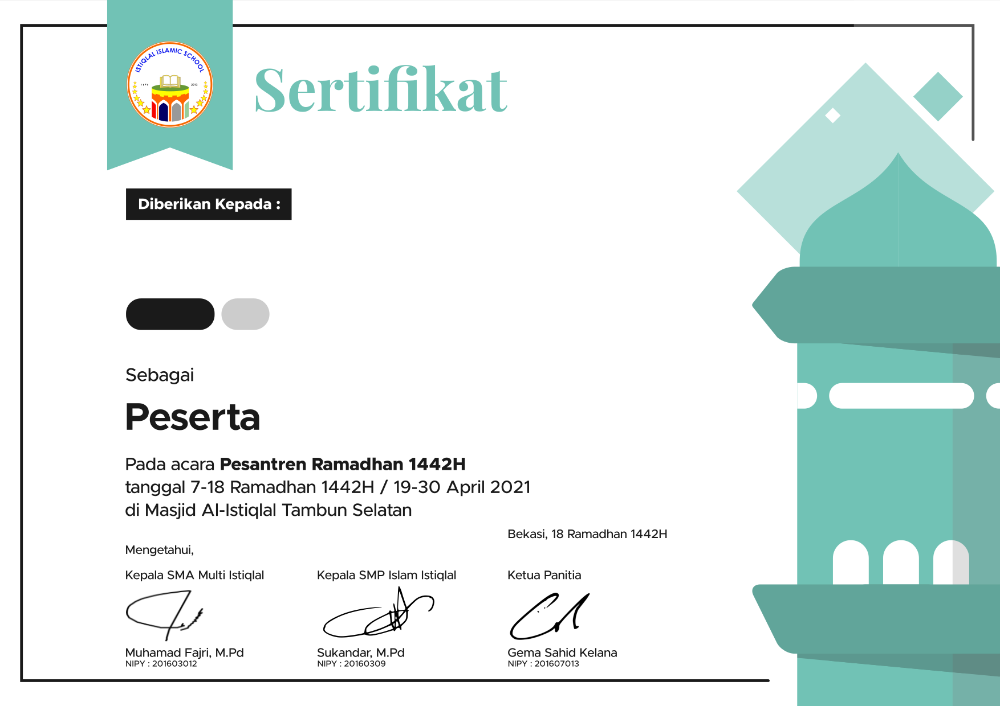 ISTIQLAL ISLAMIC SCHOOL
2013
Sertifikat
Diberikan Kepada :
Sebagai
Peserta
Pada acara Pesantren Ramadhan 1442H
tanggal 7-18 Ramadhan 1442H / 19-30 April 2021
di Masjid Al-Istiqlal Tambun Selatan
Bekasi, 18 Ramadhan 1442H
Mengetahui,
Kepala SMA Multi Istiqlal
Kepala SMP Islam Istiqlal
Ketua Panitia
Muhamad Fajri, M.Pd
NIPY : 201603012
Sukandar, M.Pd
NIPY : 20160309
Gema Sahid Kelana
NIPY : 201607013